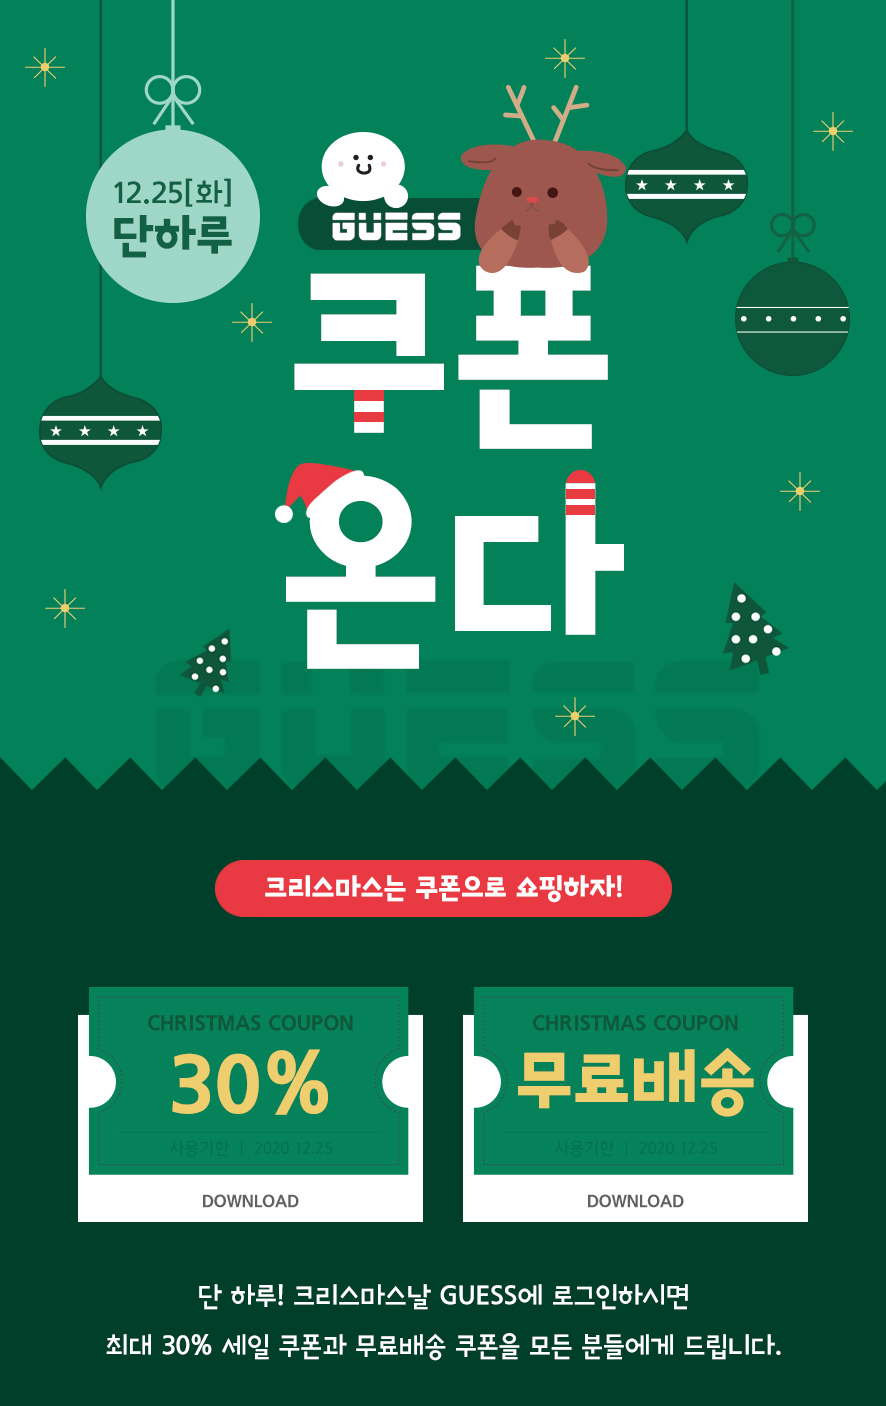 12.25[화]
단하루
GUESS
쿠폰
온다
GUESS
크리스마스는 쿠폰으로 쇼핑하자!
CHRISTMAS COUPON
30%
사용기한 | 2020.12.25
DOWNLOAD
CHRISTMAS COUPON
무료배송
사용기한 | 2020.12.25
DOWNLOAD
단 하루! 크리스마스날 GUESS에 로그인하시면
최대 30% 세일 쿠폰과 무료배송 쿠폰을 모든 분들에게 드립니다.